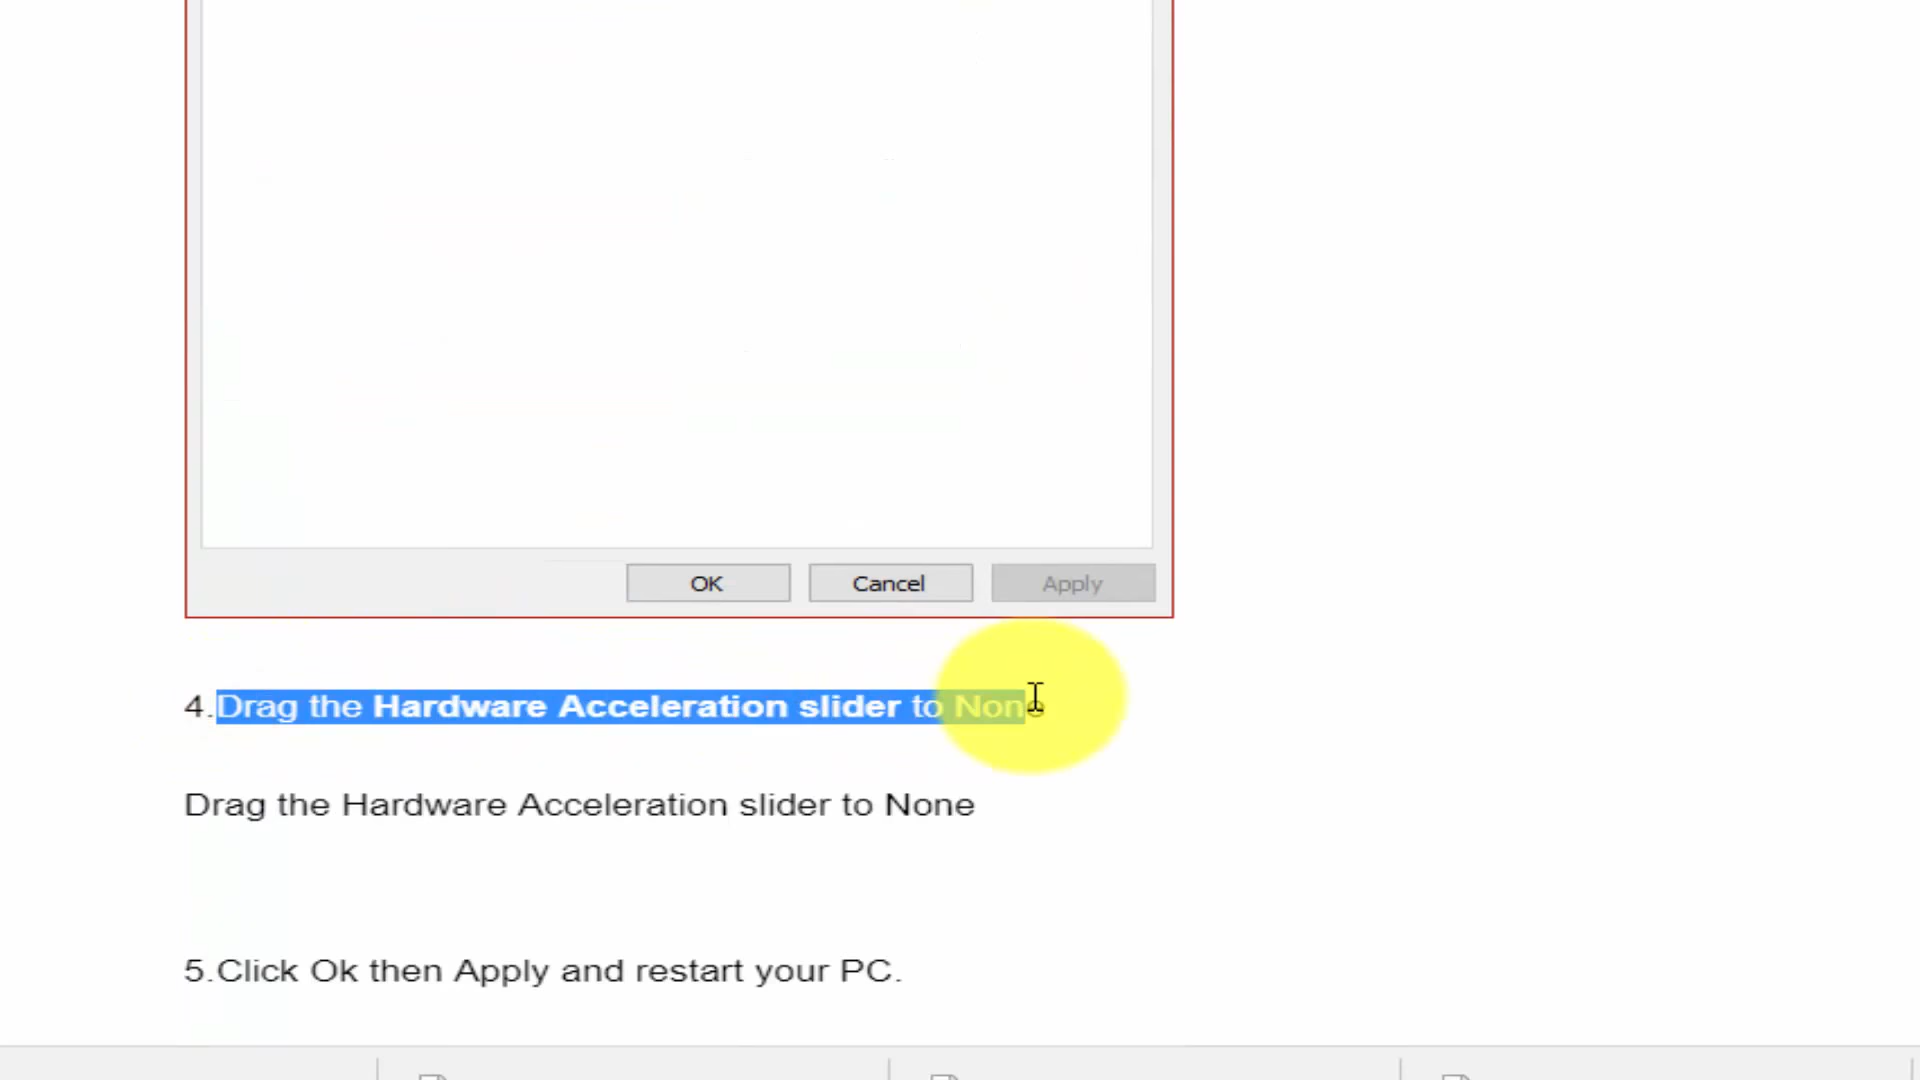 OK Cancel Apply
4.Drag the Hardware Acceleration slider to None
Drag the Hardware Acceleration slider to None
5.Click Ok then Apply and restart your PC.